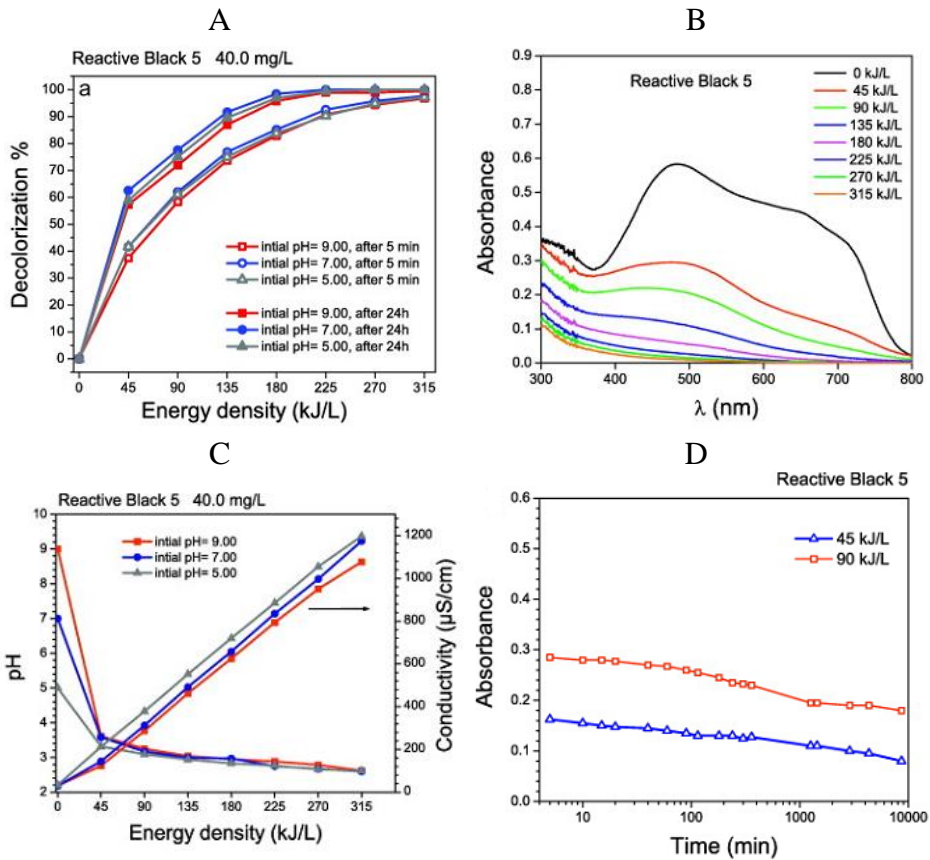 A
Reactive Black 5 40.0 mg/L
a
100
90
80
70
60
50
40
30
20
10
0
Decolorization %
intial pH= 9.00, after 5 min
intial pH= 7.00, after 5 min
intial pH= 5.00, after 5 min
intial pH= 9.00, after 24h
intial pH= 7.00, after 24h
intial pH= 5.00, after 24h
0 45 90 135 180 225 270 315
Energy density (kJ/L)
B
Reactive Black 5
0.9
0.8
0.7
0.6
0.5
0.4
0.3
0.2
0.1
0.0
Absorbance
0 kJ/L
45 kJ/L
90 kJ/L
135 kJ/L
180 kJ/L
225 kJ/L
270 kJ/L
315 kJ/L
300 400 500 600 700 800
λ (nm)
C
Reactive Black 5 40.0 mg/L
10
9
8
7
6
5
4
3
2
pH
intial pH= 9.00
intial pH= 7.00
intial pH= 5.00
1200
1000
800
600
400
200
0
Conductivity (μS/cm)
0 45 90 135 180 225 270 315
Energy density (kJ/L)
D
Reactive Black 5
0.6
0.5
0.4
0.3
0.2
0.1
0.0
Absorbance
45 kJ/L
90 kJ/L
10 100 1000 10000
Time (min)